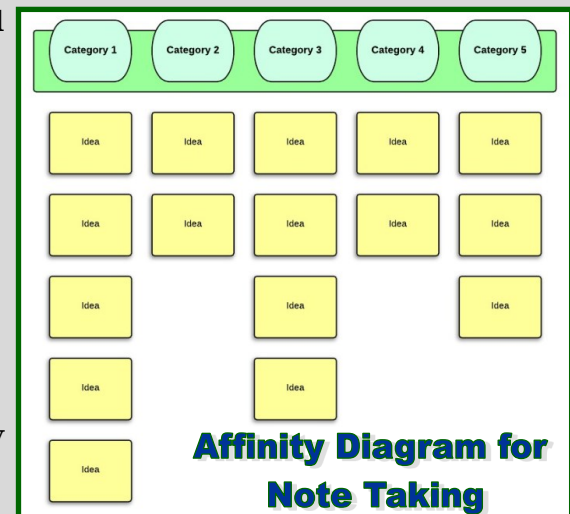 Category 1 Category 2 Category 3 Category 4 Category 5
Idea Idea Idea Idea Idea
Idea Idea Idea Idea Idea
Idea Idea Idea
Idea Idea
Idea
Affinity Diagram for
Note Taking